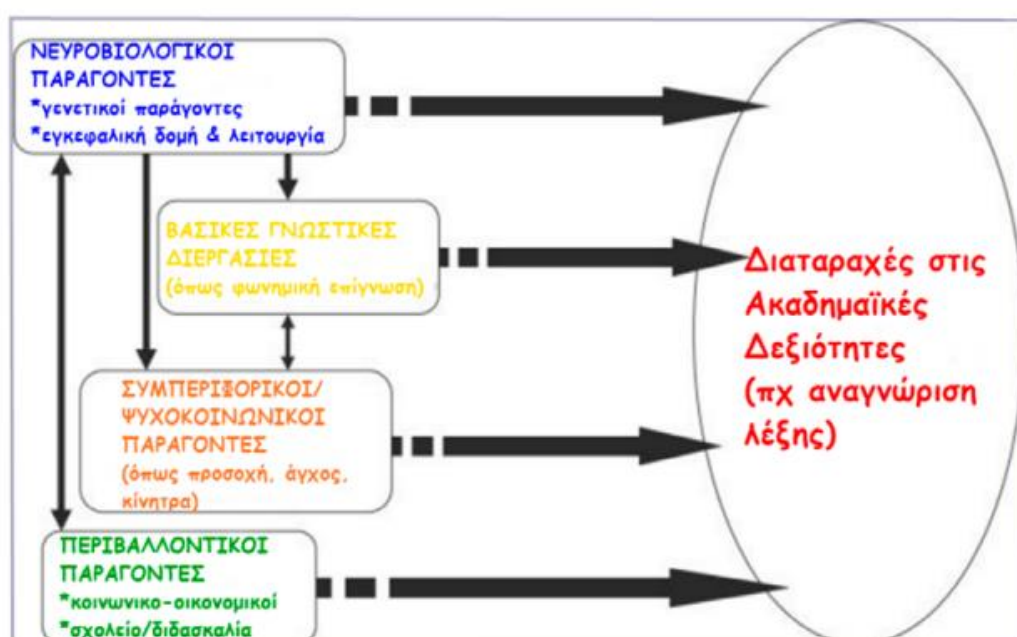 ΝΕΥΡΟΒΙΟΛΟΓΙΚΟΙ
ΠΑΡΑΓΟΝΤΕΣ
*γενετικοί παράγοντες
*εγκεφαλική δομή & λειτουργία
ΒΑΣΙΚΕΣ ΓΝΩΣΤΙΚΕΣ
ΔΙΕΡΓΑΣΙΕΣ
(όπως φωνημική επίγνωση)
ΣΥΜΠΕΡΙΦΟΡΙΚΟΙ/
ΨΥΧΟΚΟΙΝΩΝΙΚΟΙ
ΠΑΡΑΓΟΝΤΕΣ
(όπως προσοχή, άγχος,
κίνητρα)
ΠΕΡΙΒΑΛΛΟΝΤΙΚΟΙ
ΠΑΡΑΓΟΝΤΕΣ
*κοινωνικο-οικονομικοί
*σχολείο/διδασκαλία
Διαταραχές στις
Ακαδημαϊκές
Δεξιότητες
(πχ αναγνώριση
λέξης)